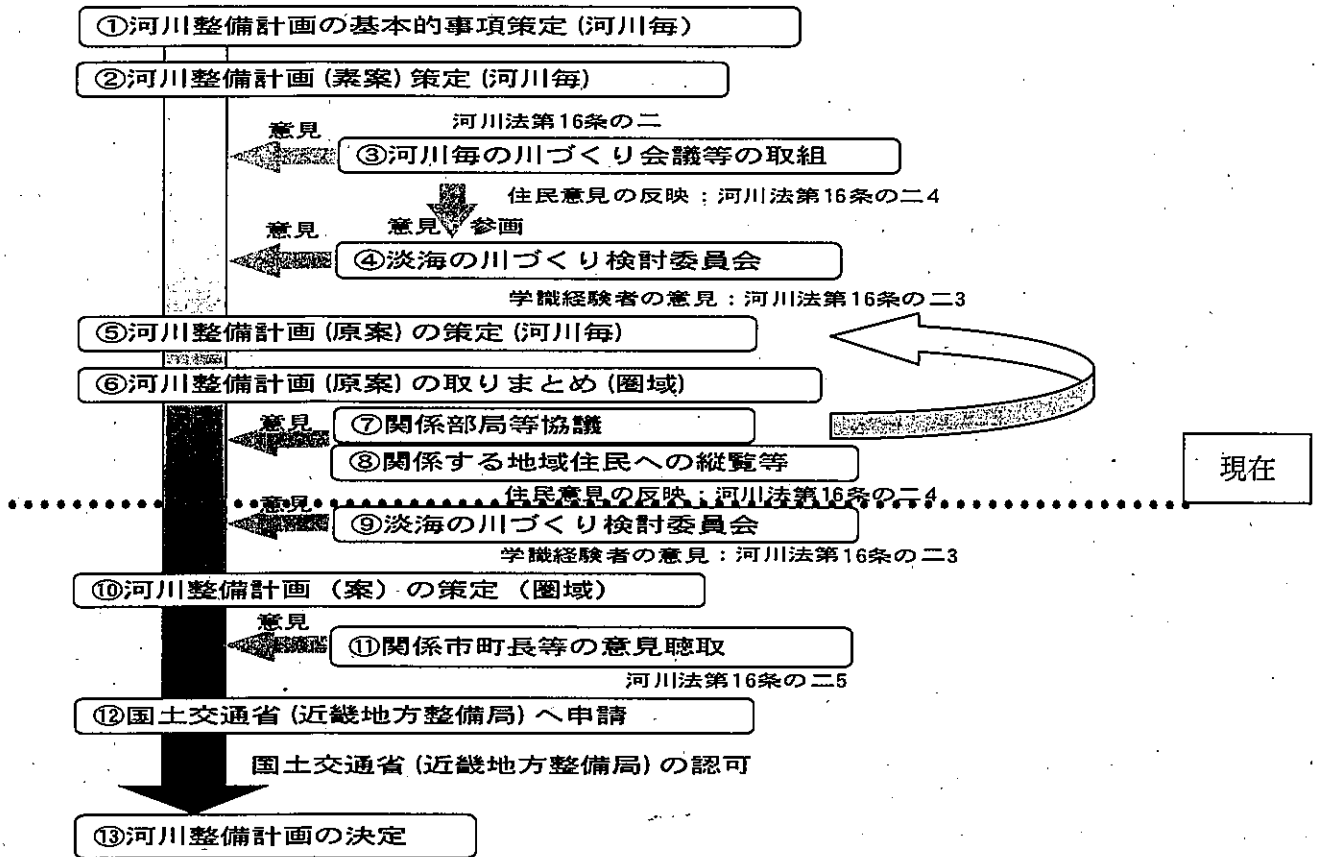 ①河川整備計画の基本的事項策定(河川毎)
②河川整備計画(素案)策定(河川毎)
河川法第16条の二
意見
③河川毎の川づくり会議等の取組
住民意見の反映:河川法第16条の二4
意見 参画
意見
④淡海の川づくり検討委員会
学識経験者の意見:河川法第16条の二3
⑤河川整備計画(原案)の策定(河川毎)
⑥河川整備計画(原案)の取りまとめ(圏域)
意見
⑦関係部局等協議
⑧関係する地域住民への縦覧等
現在
住民意見の反映:河川法第16条の二4
意見
⑨淡海の川づくり検討委員会
学識経験者の意見:河川法第16条の二3
⑩河川整備計画(案)の策定(圏域)
意見
⑪関係市町長等の意見聴取
河川法第16条の二5
⑫国土交通省(近畿地方整備局)へ申請
国土交通省(近畿地方整備局)の認可
⑬河川整備計画の決定